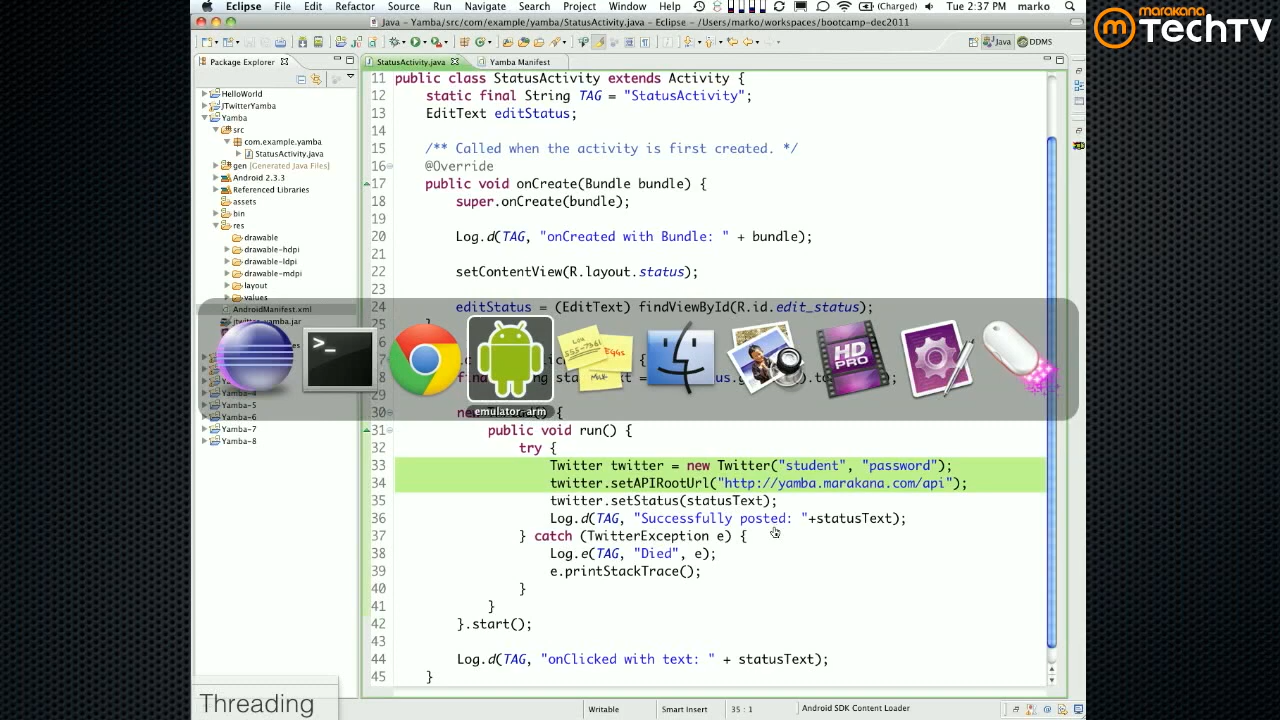 Eclipse File Edit Refactor Source Navigate Search Project Run Window Help (Charged) Tue 2:37 PM marko
Java - Yamba/src/com/example/yamba/StatusActivity.java - Eclipse - /Users/marko/workspaces/bootcamp-dec2011
marakana
TechTV
Java DDMS
Package Explorer
StatusActivity.java Yamba Manifest
HelloWorld
JTwitterYamba
Yamba
src
com.example.yamba
StatusActivity.java
gen [Generated Java Files]
Android 2.3.3
Referenced Libraries
assets
bin
res
drawable
drawable-hdpi
drawable-ldpi
drawable-mdpi
layout
values
AndroidManifest.xml
jtwitter-yamba.jar
Yamba-4
Yamba-5
Yamba-6
Yamba-7
Yamba-8
11 public class StatusActivity extends Activity {
12 static final String TAG = "StatusActivity";
13 EditText editStatus;
14
15 /** Called when the activity is first created. */
16 @Override
17 public void onCreate(Bundle bundle) {
18 super.onCreate(bundle);
19
20 Log.d(TAG, "onCreated with Bundle: " + bundle);
21
22 setContentView(R.layout.status);
23
24 editStatus = (EditText) findViewById(R.id.edit_status);
emulator-arm
30
31 public void run() {
32 try {
33 Twitter twitter = new Twitter("student", "password");
34 twitter.setAPIRootUrl("http://yamba.marakana.com/api");
35 twitter.setStatus(statusText);
36 Log.d(TAG, "Successfully posted: "+statusText);
37 } catch (TwitterException e) {
38 Log.e(TAG, "Died", e);
39 e.printStackTrace();
40 }
41 }
42 }.start();
43
44 Log.d(TAG, "onClicked with text: " + statusText);
45 }
Threading
Writable Smart Insert 35 : 1 Android SDK Content Loader